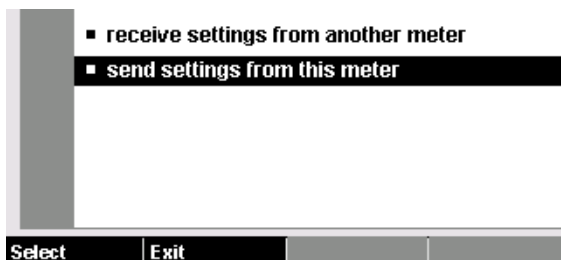 receive settings from another meter
send settings from this meter
Select Exit